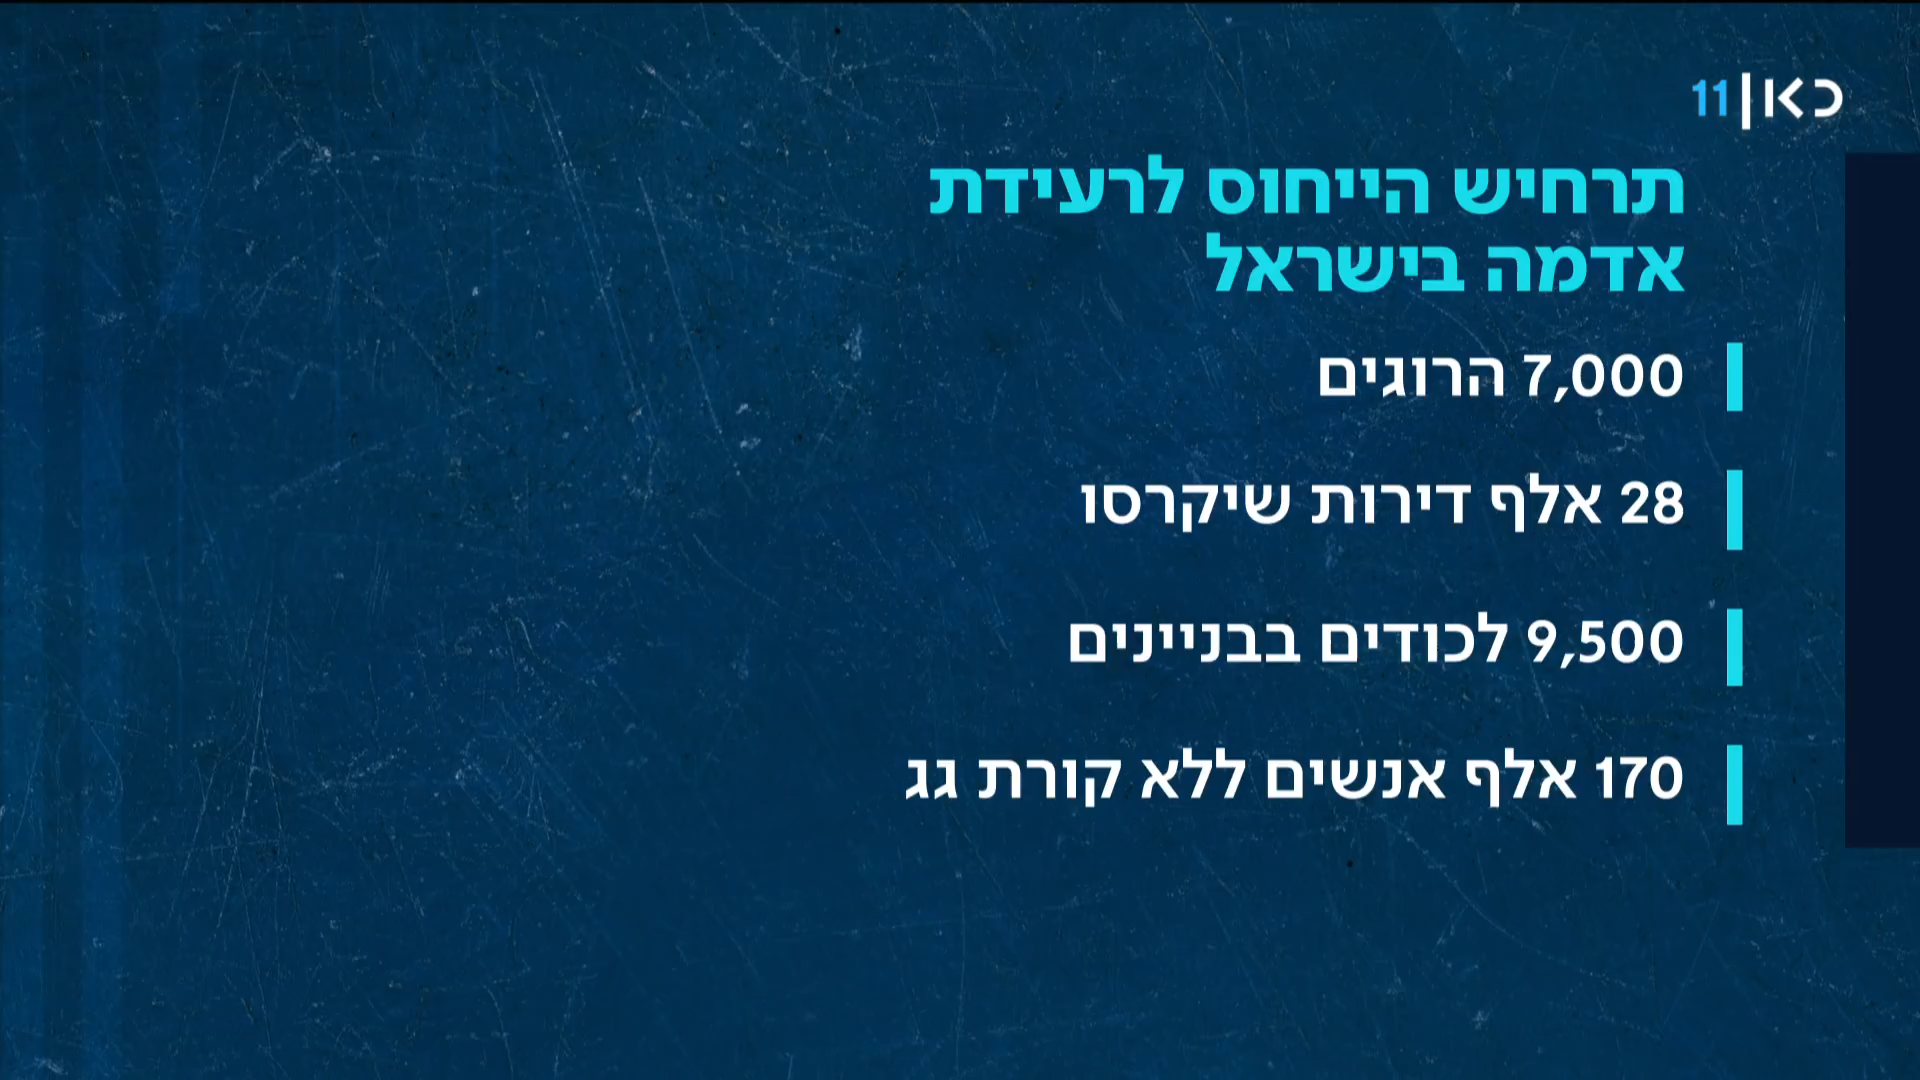 כאן 11
תרחיש הייחוס לרעידת
אדמה בישראל
7,000 הרוגים
28 אלף דירות שיקרסו
9,500 לכודים בבניינים
170 אלף אנשים ללא קורת גג